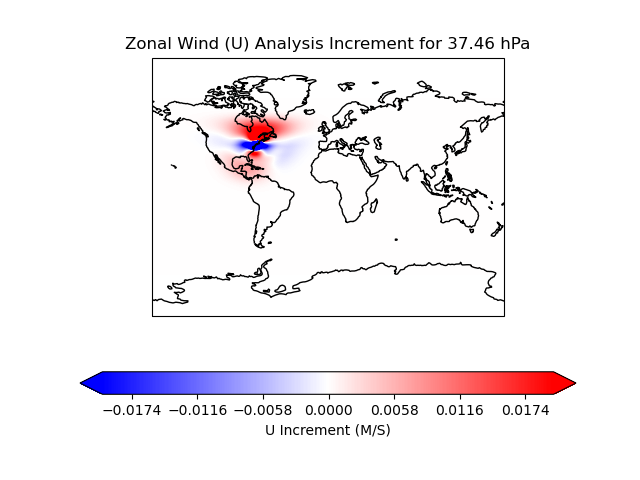 Zonal Wind (U) Analysis Increment for 37.46 hPa
−0.0174 −0.0116 −0.0058 0.0000 0.0058 0.0116 0.0174
U Increment (M/S)